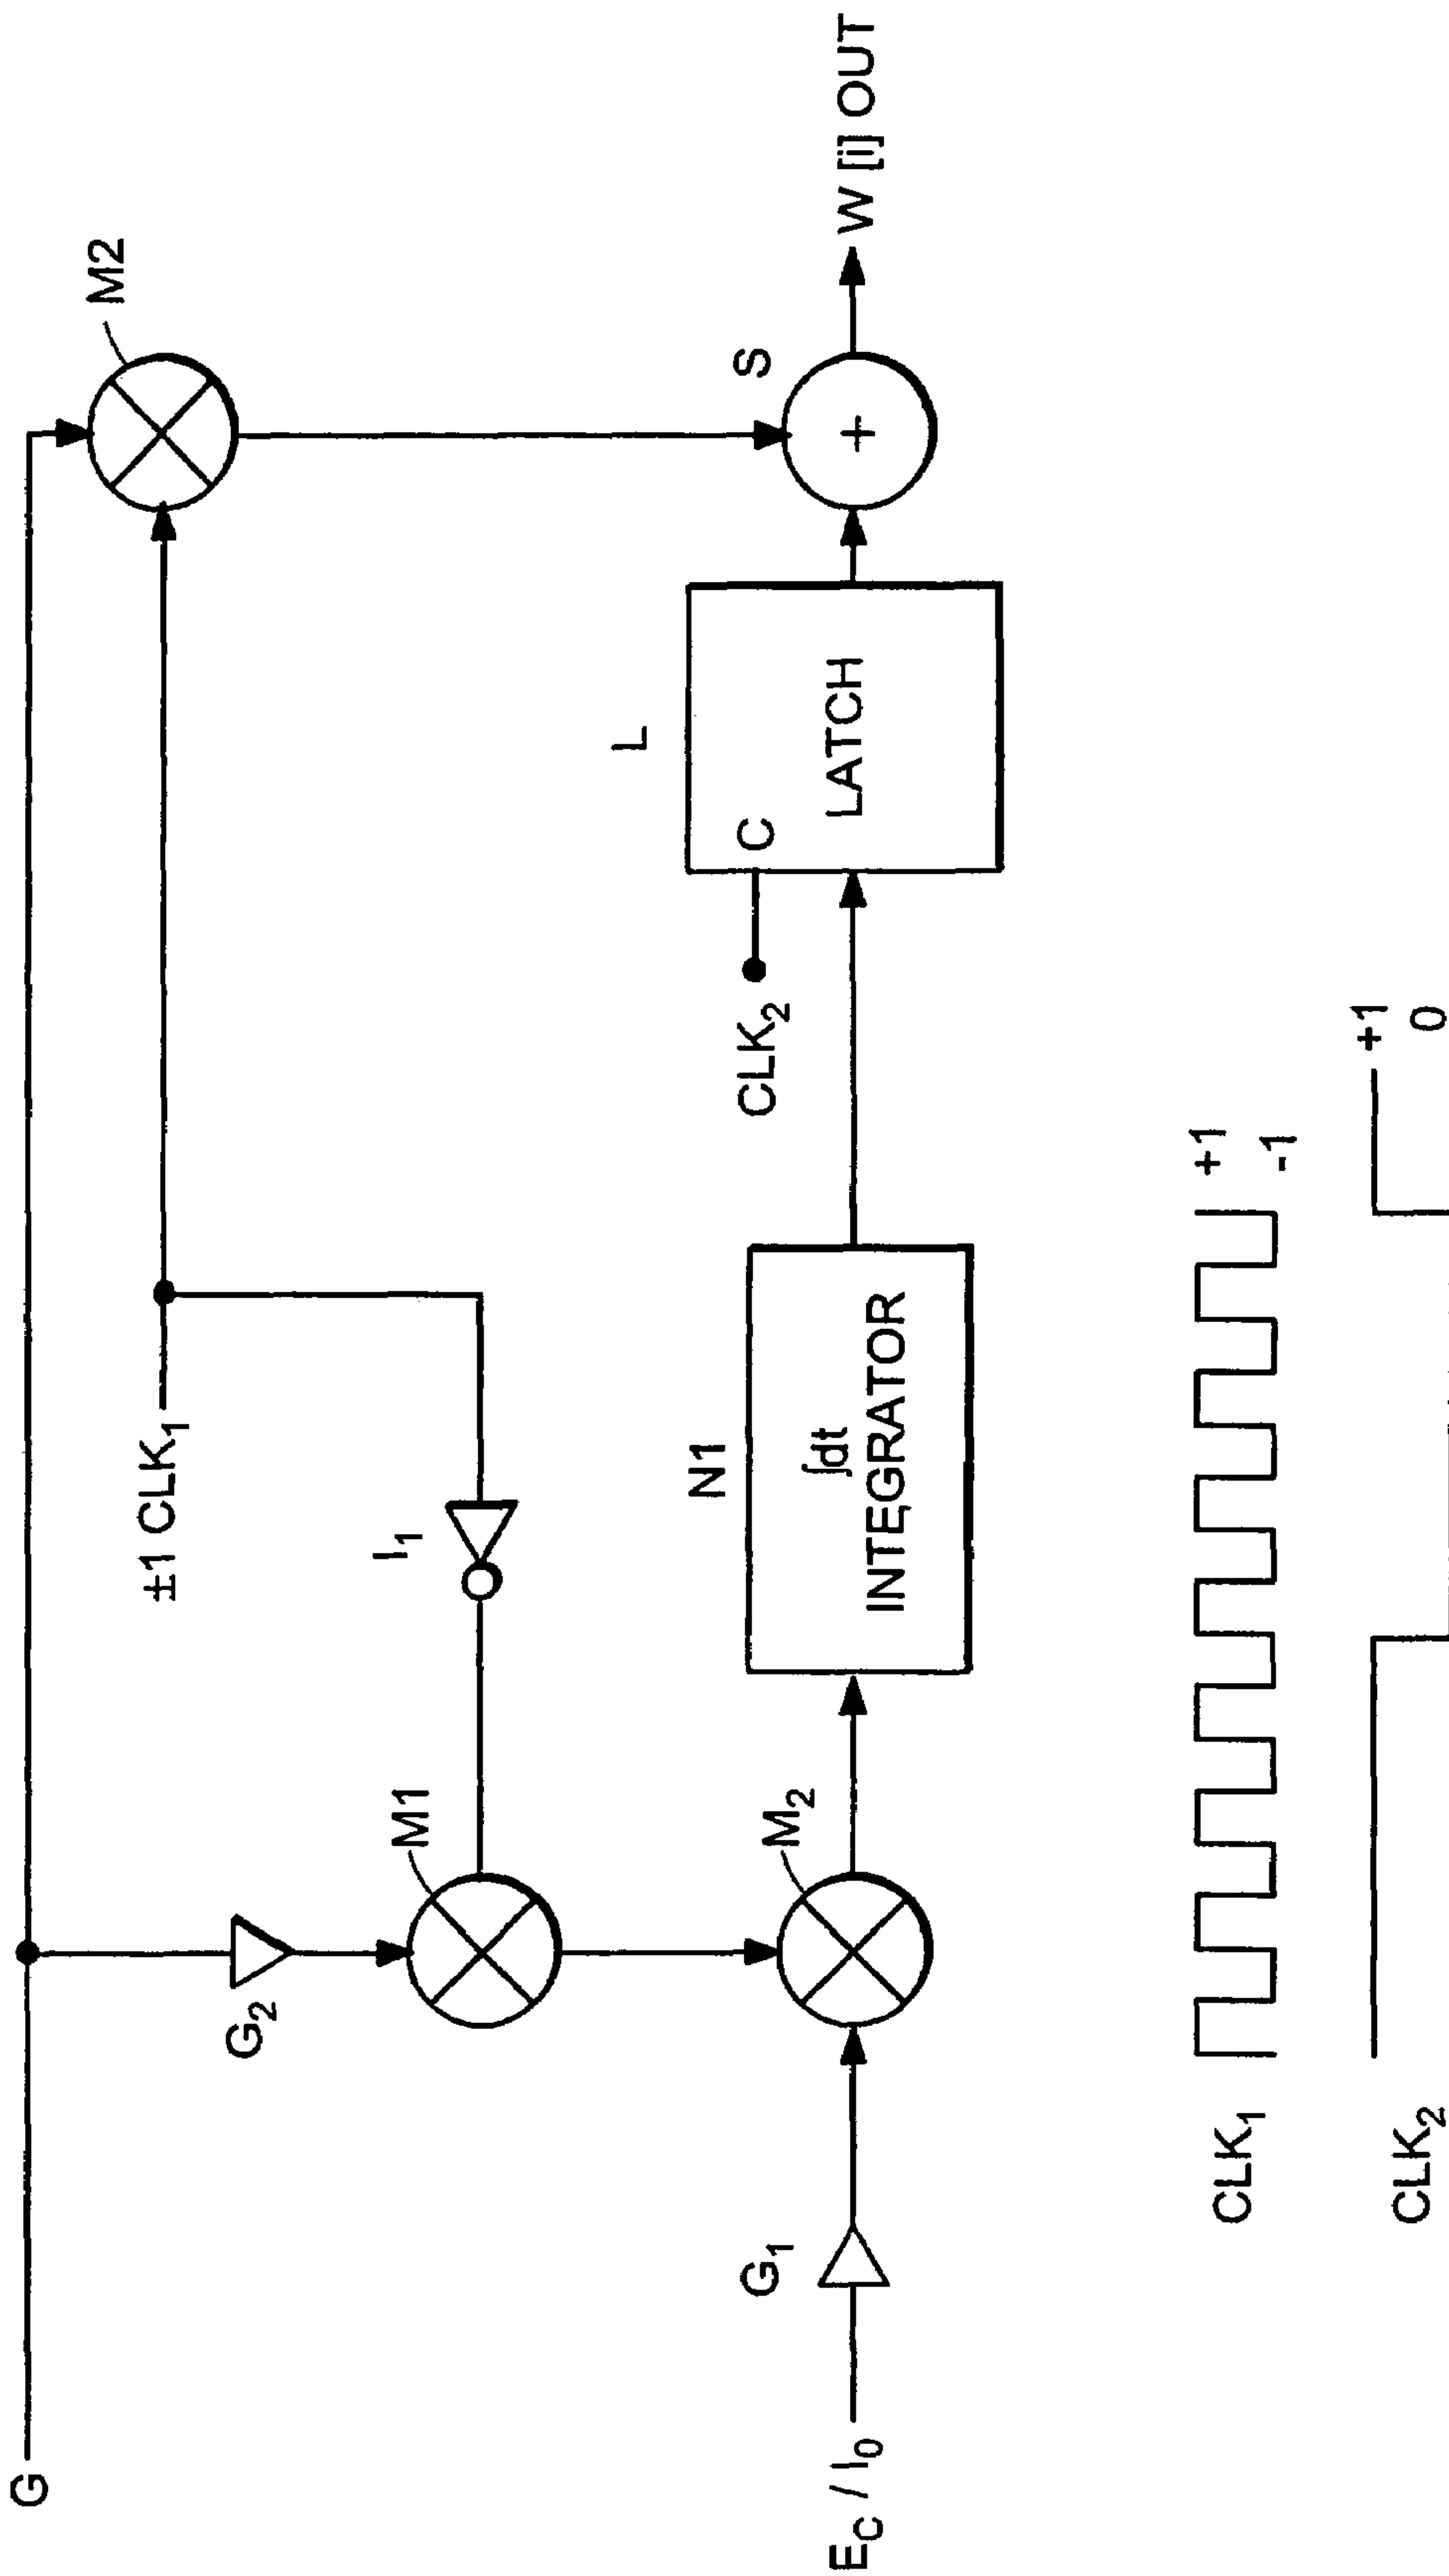 G
M2
±1 CLK₁
G₂
I₁
M1
S
W [i] OUT
L
C
LATCH
CLK₂
N1
∫dt
INTEGRATOR
M₂
G₁
E_C / I₀
CLK₁
+1
-1
CLK₂
+1
0